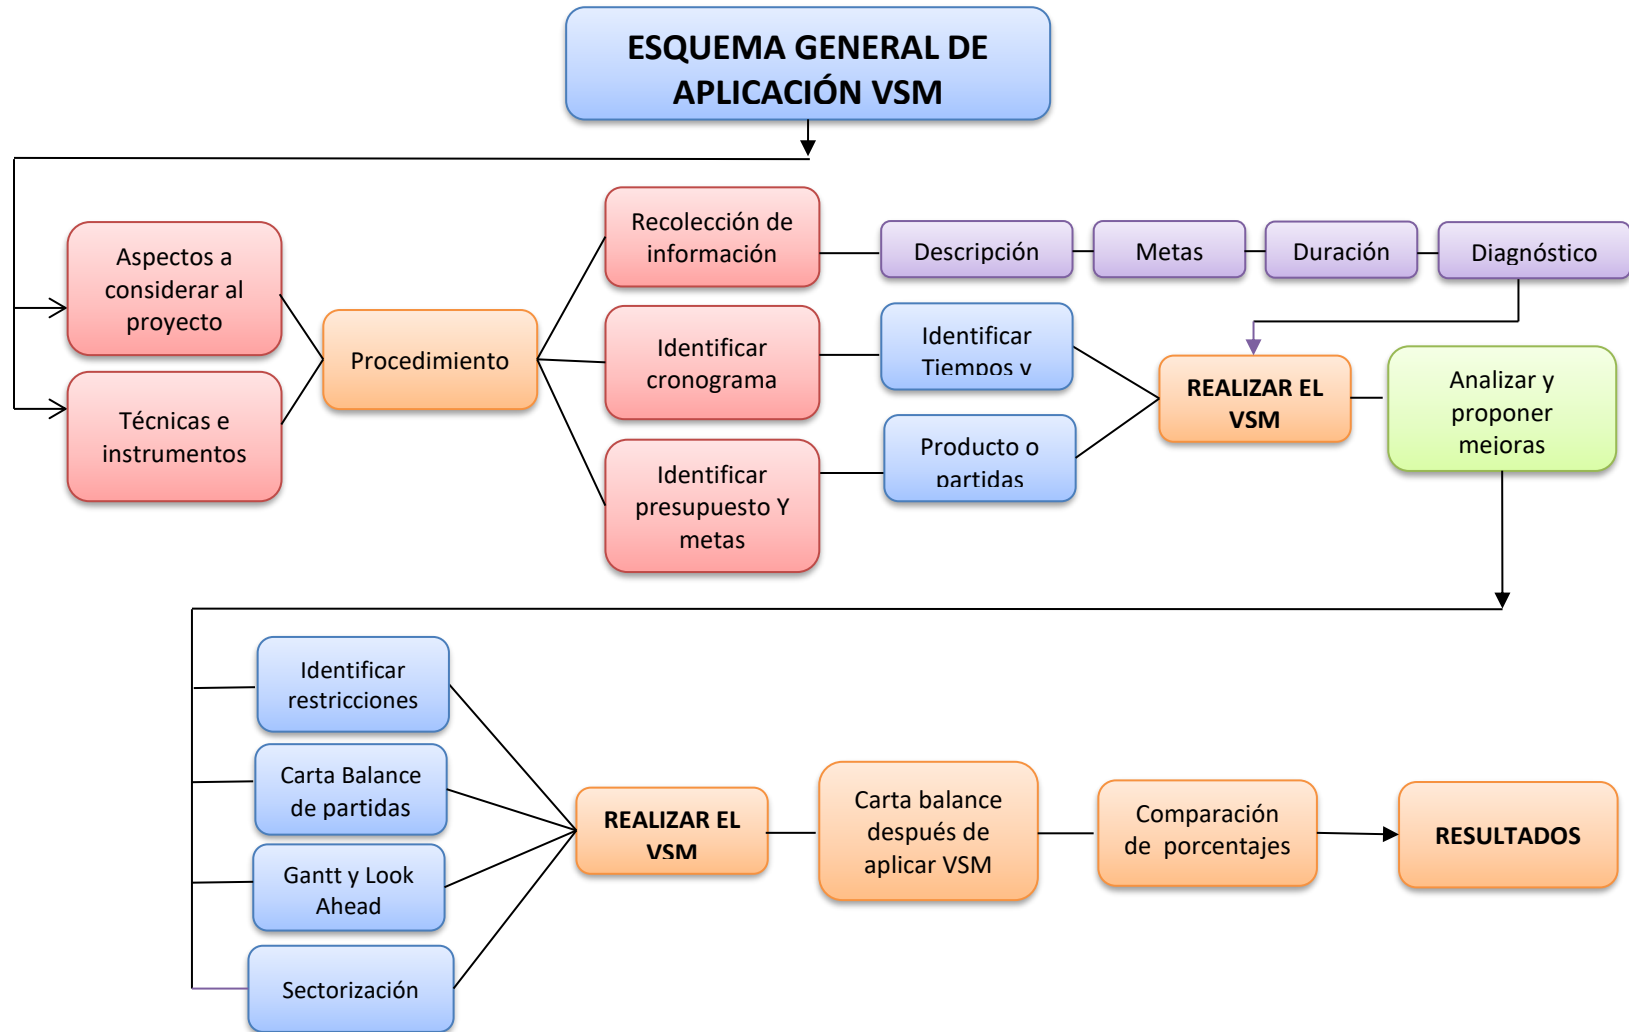 ESQUEMA GENERAL DE
APLICACIÓN VSM
Aspectos a
considerar al
proyecto
Técnicas e
instrumentos
Procedimiento
Recolección de
información
Identificar
cronograma
Identificar
presupuesto Y
metas
Descripción
Metas
Duración
Diagnóstico
Identificar
Tiempos y
Producto o
partidas
REALIZAR EL
VSM
Analizar y
proponer
mejoras
Identificar
restricciones
Carta Balance
de partidas
Gantt y Look
Ahead
Sectorización
REALIZAR EL
VSM
Carta balance
después de
aplicar VSM
Comparación
de porcentajes
RESULTADOS